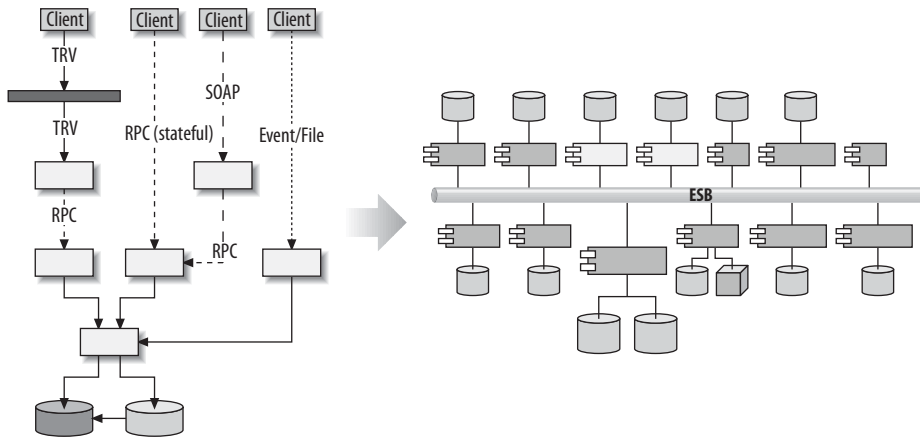 Client
Client
Client
Client
TRV
SOAP
TRV
RPC (stateful)
Event/File
RPC
RPC
ESB